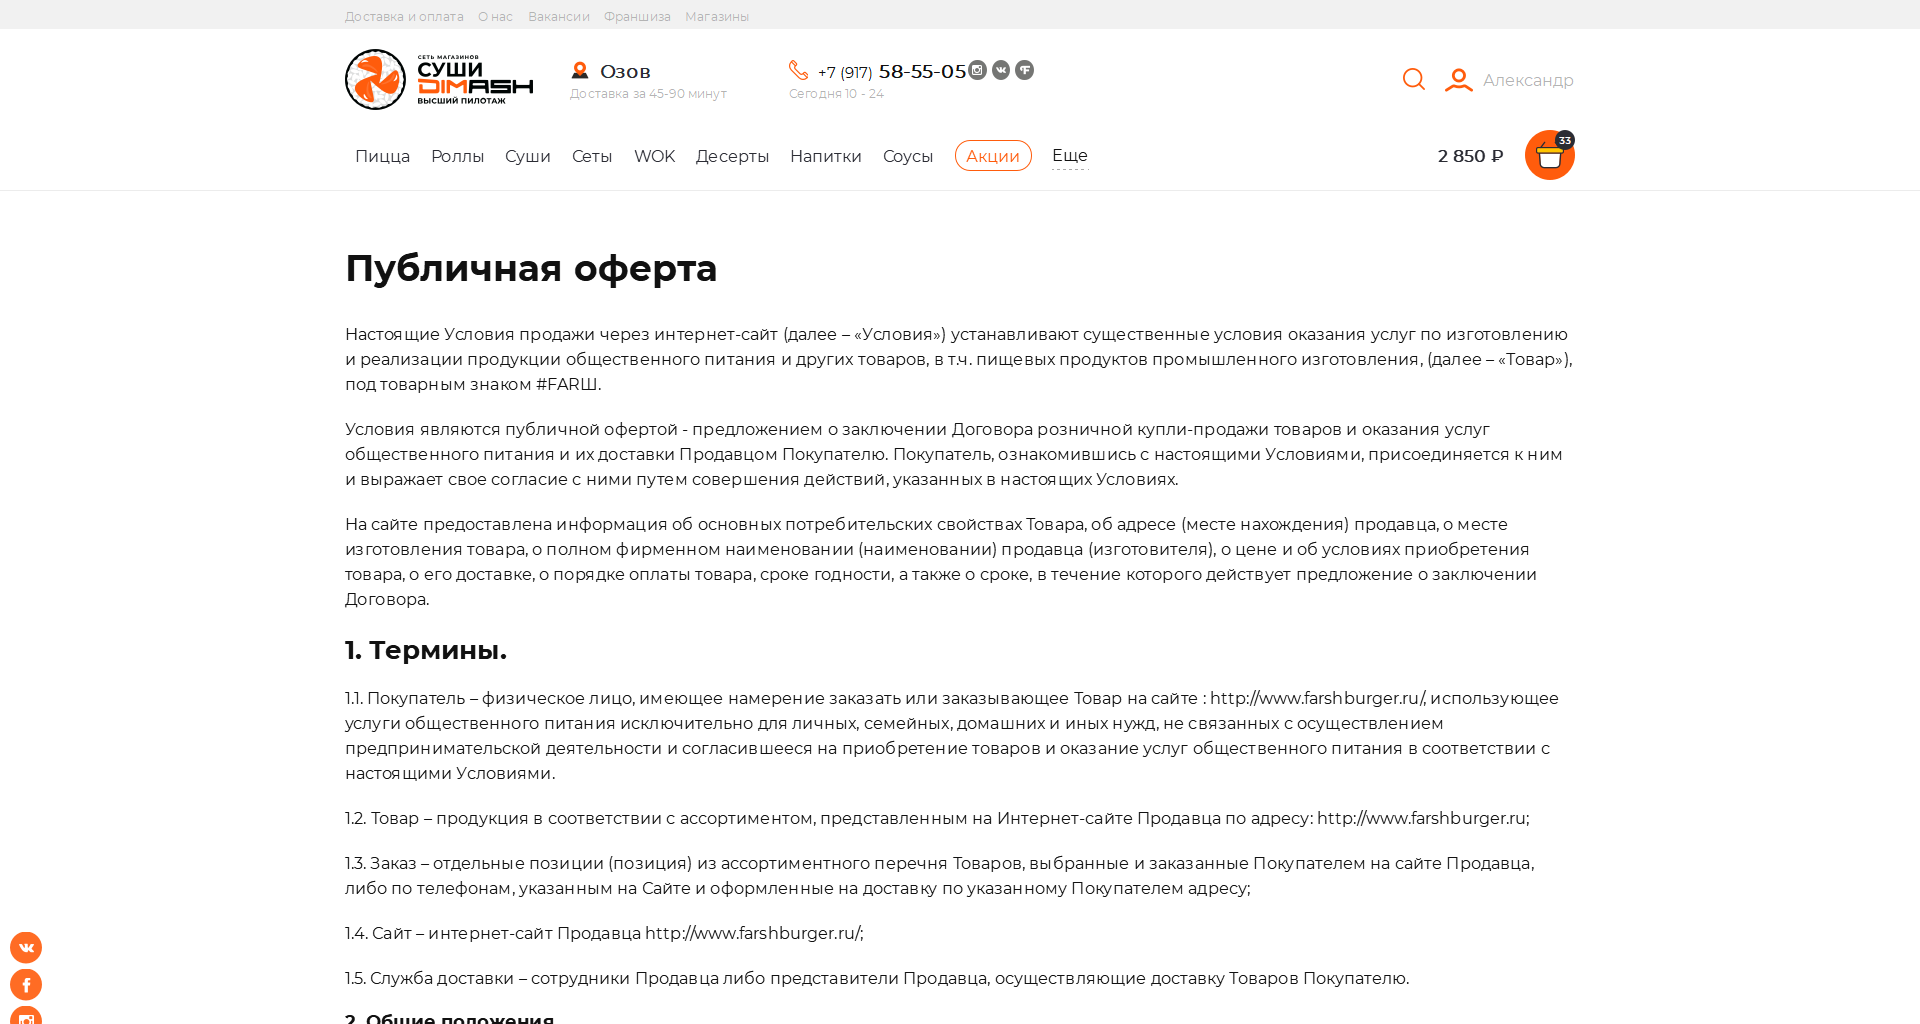 Доставка и оплата О нас Вакансии Франшиза Магазины
СЕТЬ МАГАЗИНОВ
СУШИ
DIMASH
ВЫСШИЙ ПИЛОТАЖ
Озов
Доставка за 45-90 минут
+7 (917) 58-55-05
Сегодня 10 - 24
Александр
Пицца Роллы Суши Сеты WOK Десерты Напитки Соусы Акции Еще
2 850 ₽
33
Публичная оферта
Настоящие Условия продажи через интернет-сайт (далее – «Условия») устанавливают существенные условия оказания услуг по изготовлению
и реализации продукции общественного питания и других товаров, в т.ч. пищевых продуктов промышленного изготовления, (далее – «Товар»),
под товарным знаком #FARШ.
Условия являются публичной офертой - предложением о заключении Договора розничной купли-продажи товаров и оказания услуг
общественного питания и их доставки Продавцом Покупателю. Покупатель, ознакомившись с настоящими Условиями, присоединяется к ним
и выражает свое согласие с ними путем совершения действий, указанных в настоящих Условиях.
На сайте предоставлена информация об основных потребительских свойствах Товара, об адресе (месте нахождения) продавца, о месте
изготовления товара, о полном фирменном наименовании (наименовании) продавца (изготовителя), о цене и об условиях приобретения
товара, о его доставке, о порядке оплаты товара, сроке годности, а также о сроке, в течение которого действует предложение о заключении
Договора.
1. Термины.
1.1. Покупатель – физическое лицо, имеющее намерение заказать или заказывающее Товар на сайте : http://www.farshburger.ru/, использующее
услуги общественного питания исключительно для личных, семейных, домашних и иных нужд, не связанных с осуществлением
предпринимательской деятельности и согласившееся на приобретение товаров и оказание услуг общественного питания в соответствии с
настоящими Условиями.
1.2. Товар – продукция в соответствии с ассортиментом, представленным на Интернет-сайте Продавца по адресу: http://www.farshburger.ru;
1.3. Заказ – отдельные позиции (позиция) из ассортиментного перечня Товаров, выбранные и заказанные Покупателем на сайте Продавца,
либо по телефонам, указанным на Сайте и оформленные на доставку по указанному Покупателем адресу;
1.4. Сайт – интернет-сайт Продавца http://www.farshburger.ru/;
1.5. Служба доставки – сотрудники Продавца либо представители Продавца, осуществляющие доставку Товаров Покупателю.
2. Общие положения